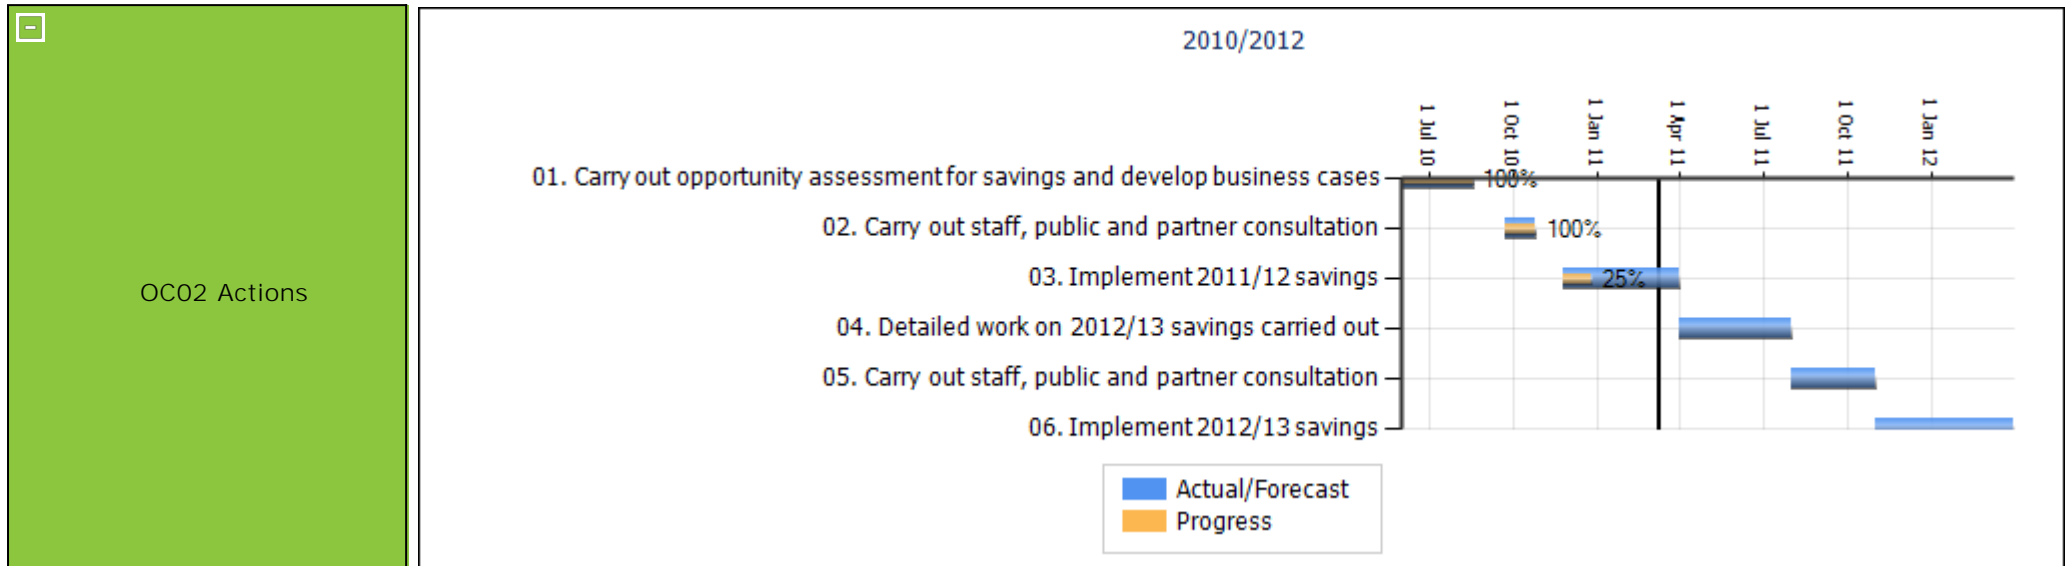 -
OC02 Actions
2010/2012
1 Jul 10
1 Oct 10
1 Jan 11
1 Apr 11
1 Jul 11
1 Oct 11
1 Jan 12
01. Carry out opportunity assessment for savings and develop business cases
100%
02. Carry out staff, public and partner consultation
100%
03. Implement 2011/12 savings
25%
04. Detailed work on 2012/13 savings carried out
05. Carry out staff, public and partner consultation
06. Implement 2012/13 savings
Actual/Forecast
Progress